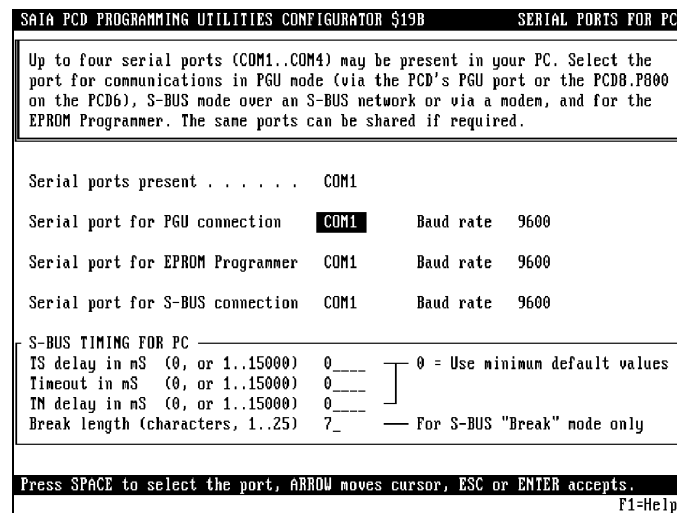 SAIA PCD PROGRAMMING UTILITIES CONFIGURATOR $19B SERIAL PORTS FOR PC
Up to four serial ports (COM1..COM4) may be present in your PC. Select the
port for communications in PGU mode (via the PCD's PGU port or the PCD8.P800
on the PCD6), S-BUS mode over an S-BUS network or via a modem, and for the
EPROM Programmer. The same ports can be shared if required.
Serial ports present . . . . . . COM1
Serial port for PGU connection COM1 Baud rate 9600
Serial port for EPROM Programmer COM1 Baud rate 9600
Serial port for S-BUS connection COM1 Baud rate 9600
S-BUS TIMING FOR PC
TS delay in mS (0, or 1..15000) 0____ 0 = Use minimum default values
Timeout in mS (0, or 1..15000) 0____
TN delay in mS (0, or 1..15000) 0____
Break length (characters, 1..25) 7_ For S-BUS "Break" mode only
Press SPACE to select the port, ARROW moves cursor, ESC or ENTER accepts.
F1=Help